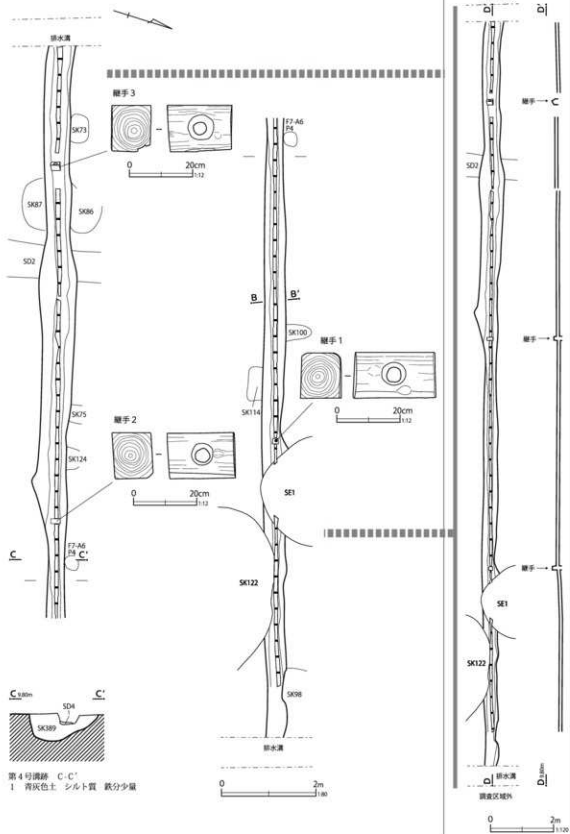 排水溝
継手 3
SK73
0 20cm
1:12
SK87
SK86
SD2
継手 2
SK75
SK124
0 20cm
1:12
C
F7-A6
P4
C'
C 9.80m
C'
SD4
SK389
第 4 号溝跡 C-C'
1 青灰色土 シルト質 鉄分少量
F7-A6
P4
B
B'
SK100
継手 1
SK114
0 20cm
1:12
SE1
SK122
SK98
排水溝
0 2m
1:80
D'
D'
継手
SD2
継手
継手
SE1
SK122
D
排水溝
D 9.80m
調査区域外
0 2m
1:120